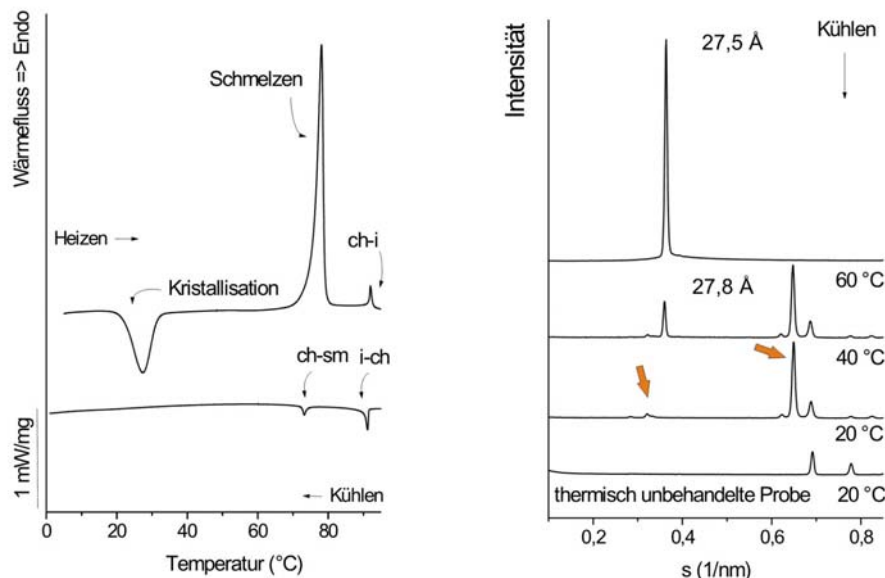 Wärmefluss => Endo
1 mW/mg
Schmelzen
Heizen
ch-i
Kristallisation
ch-sm
i-ch
Kühlen
0
20
40
60
80
Temperatur (°C)
Intensität
27,5 Å
Kühlen
60 °C
27,8 Å
40 °C
20 °C
thermisch unbehandelte Probe
20 °C
0,2
0,4
0,6
0,8
s (1/nm)